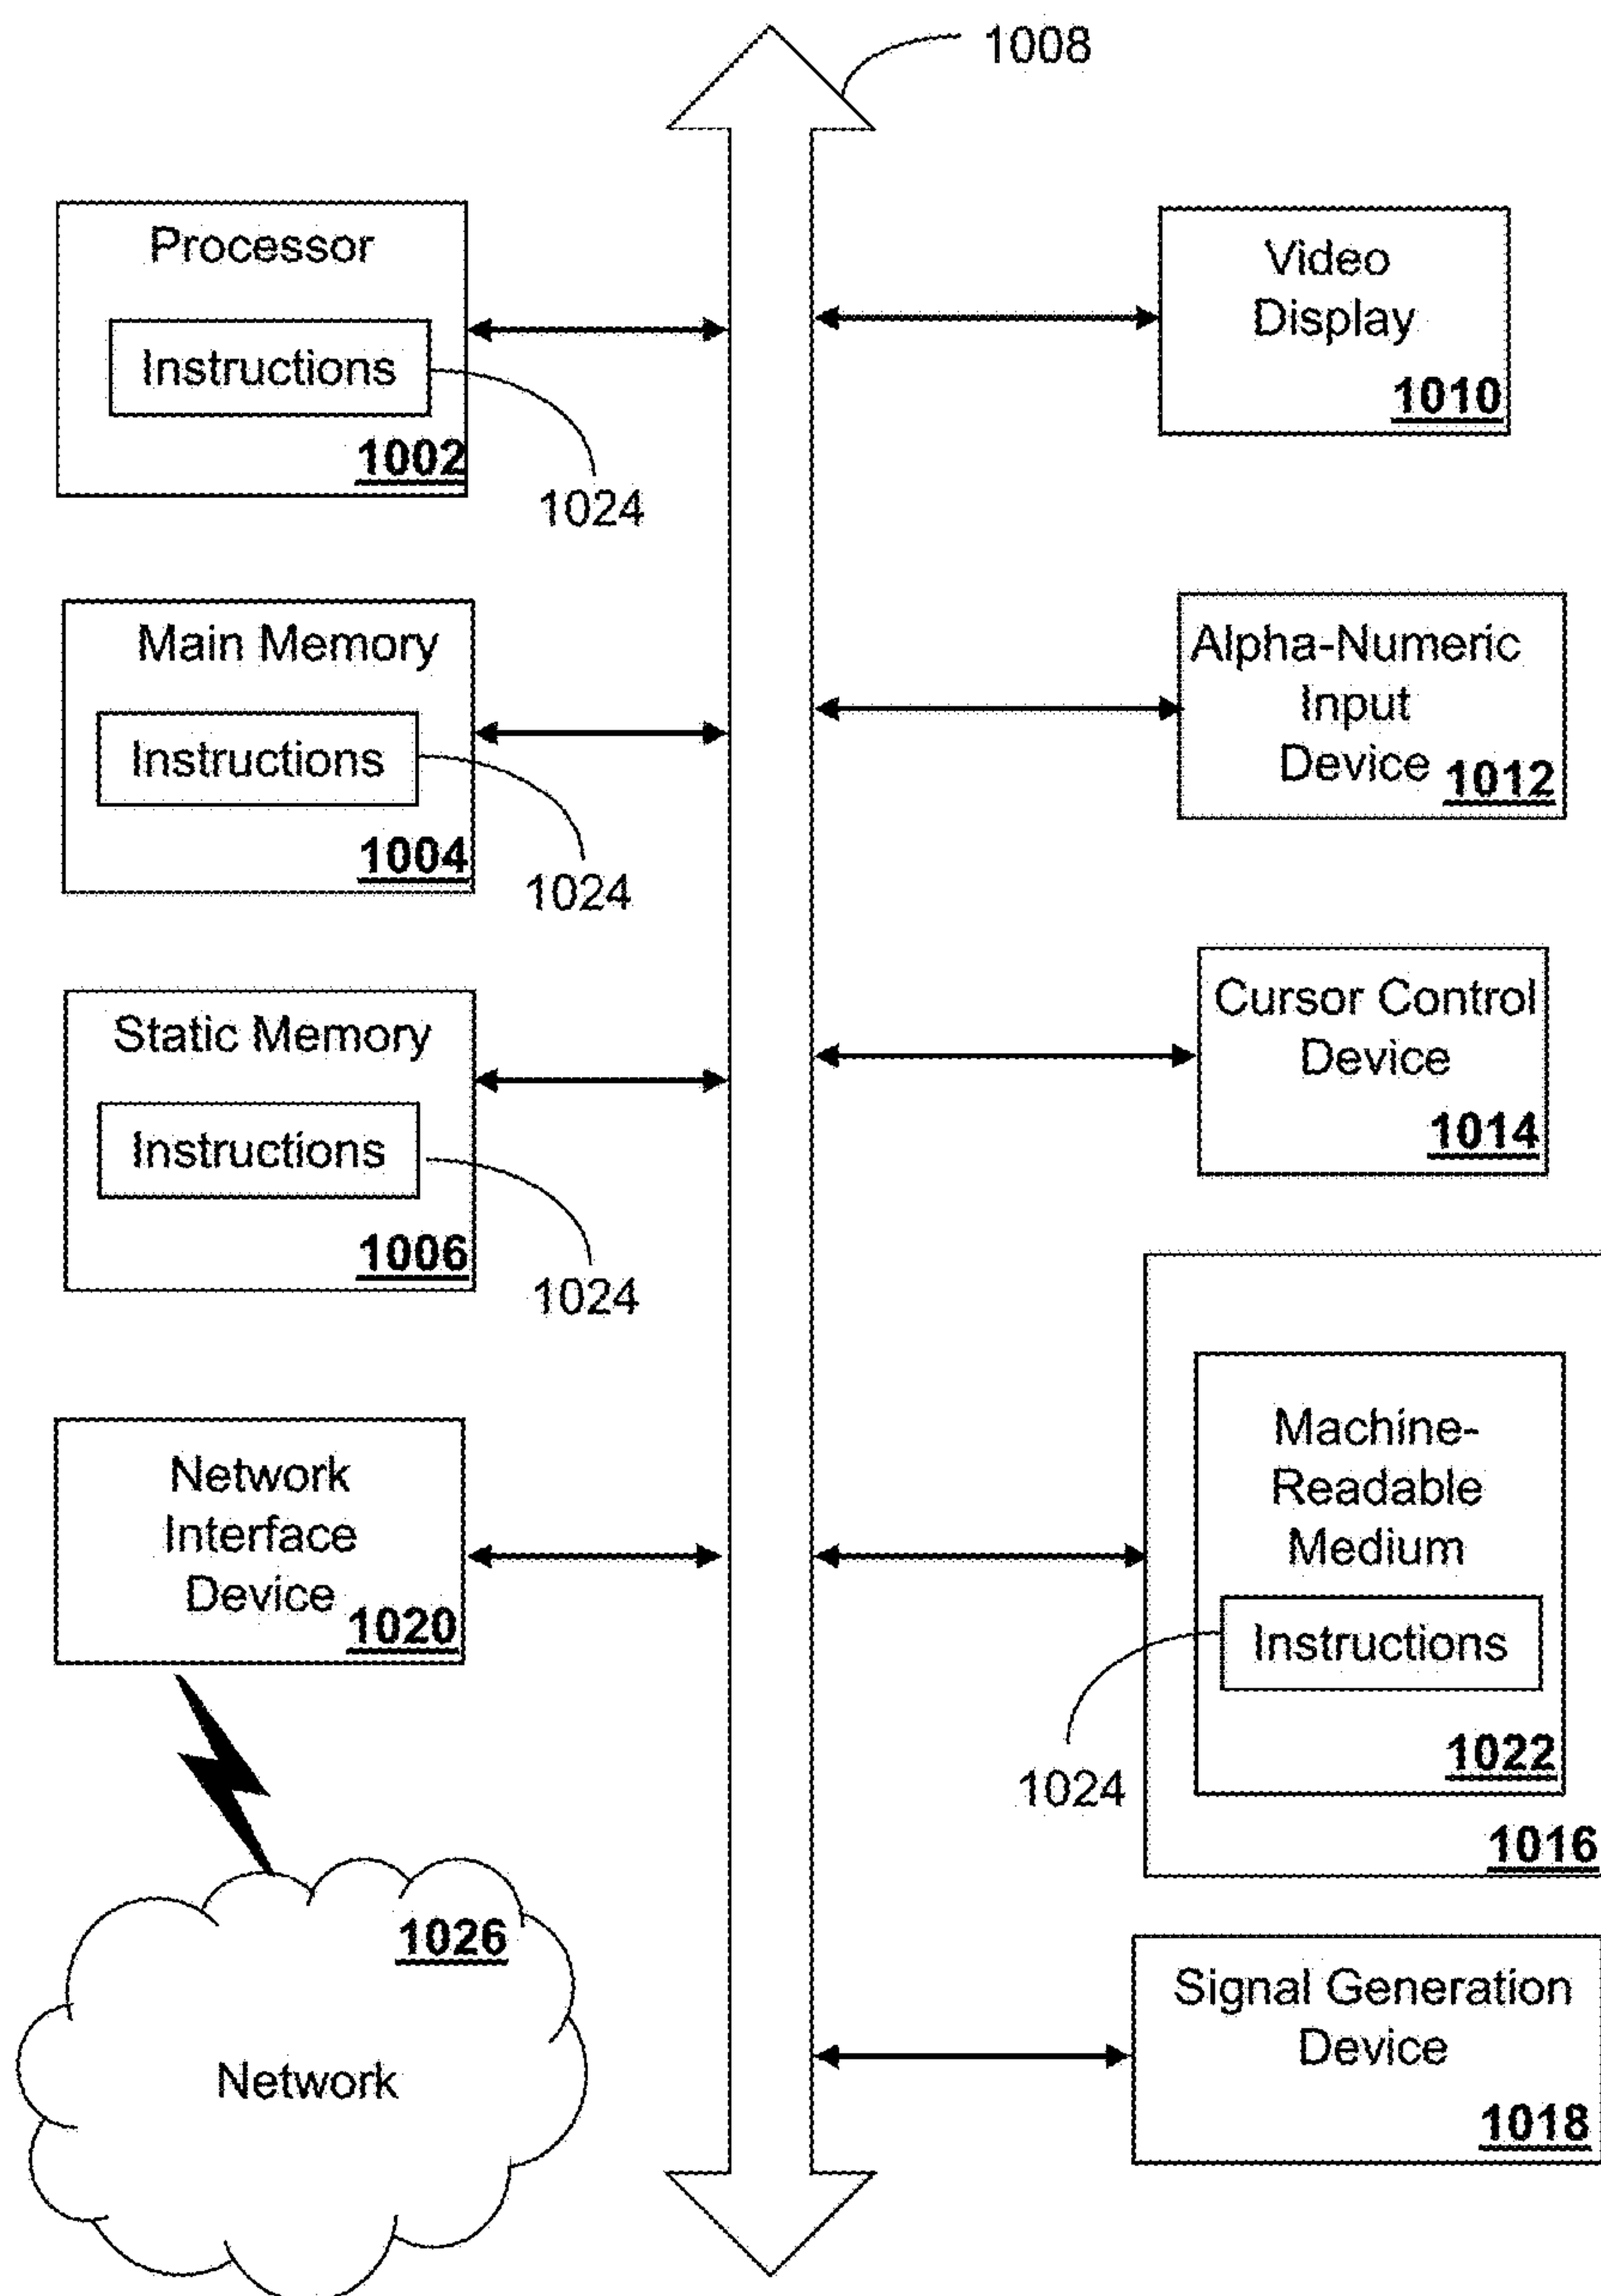 1008
Processor
Instructions
1002
1024
Video
Display
1010
Main Memory
Instructions
1004
1024
Alpha-Numeric
Input
Device
1012
Static Memory
Instructions
1006
1024
Cursor Control
Device
1014
Network
Interface
Device
1020
Machine-
Readable
Medium
Instructions
1022
1024
1016
1026
Network
Signal Generation
Device
1018